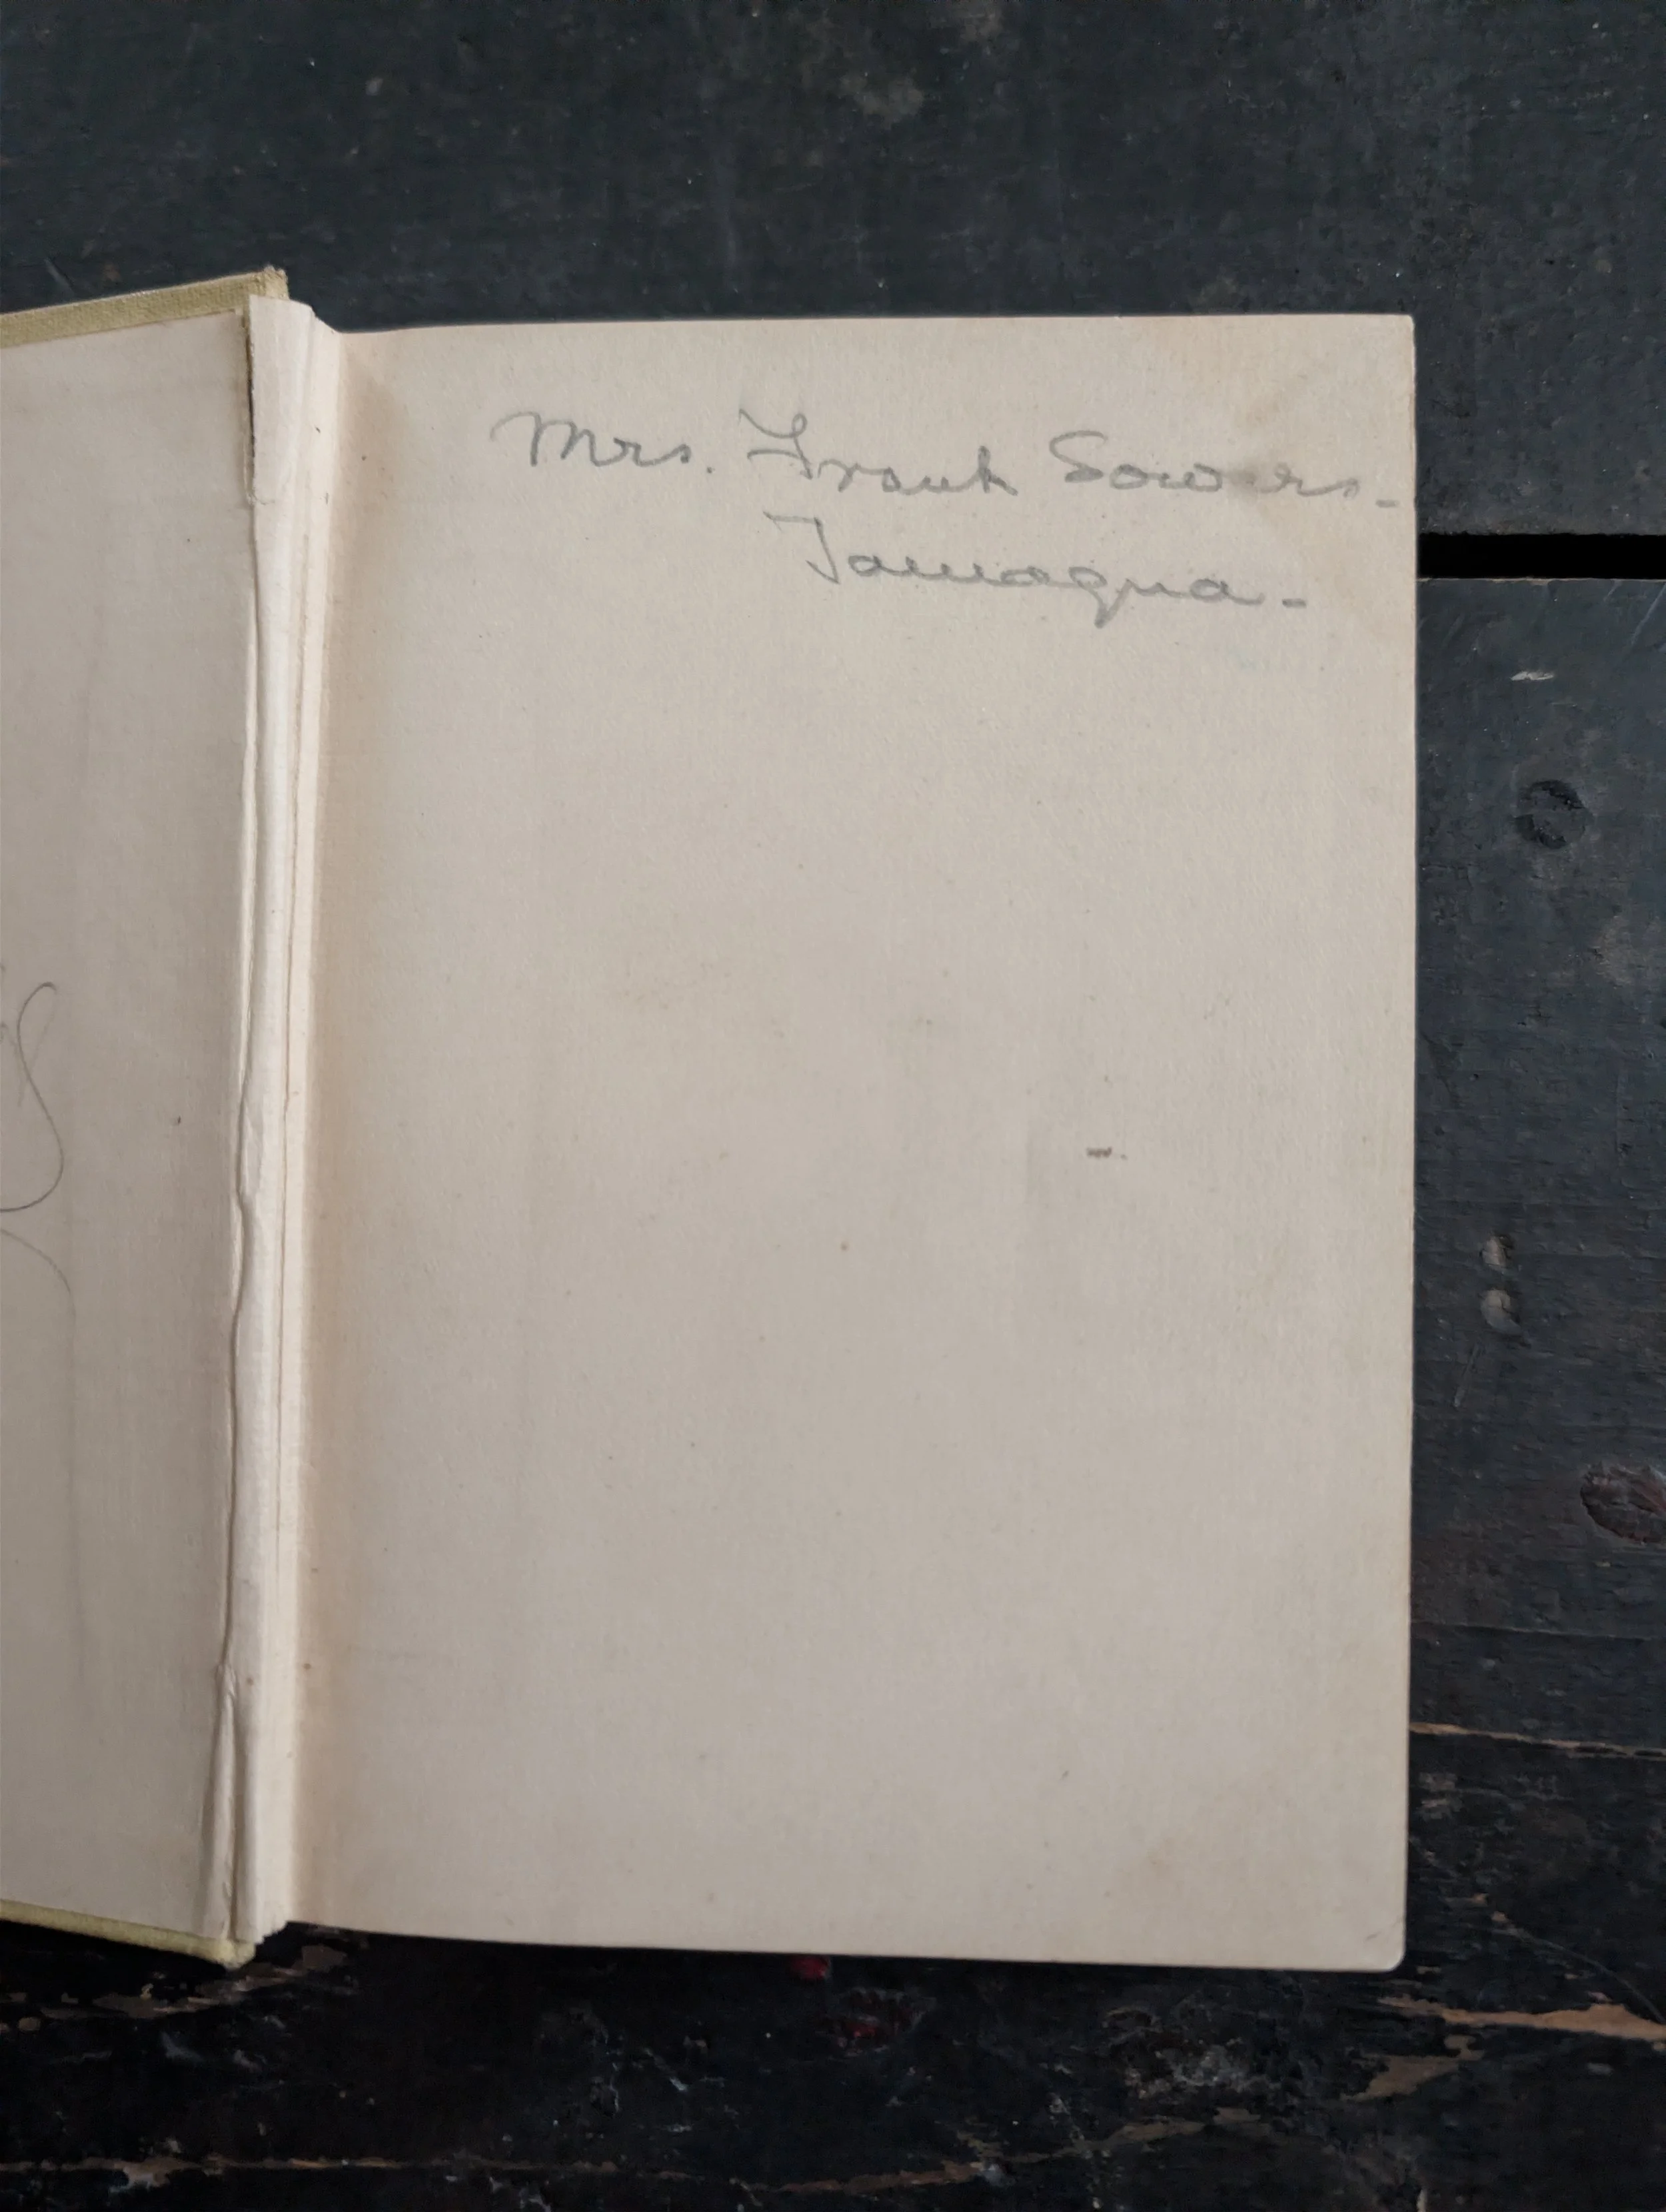 Mrs. Frank Sowers-
Tamaqua-